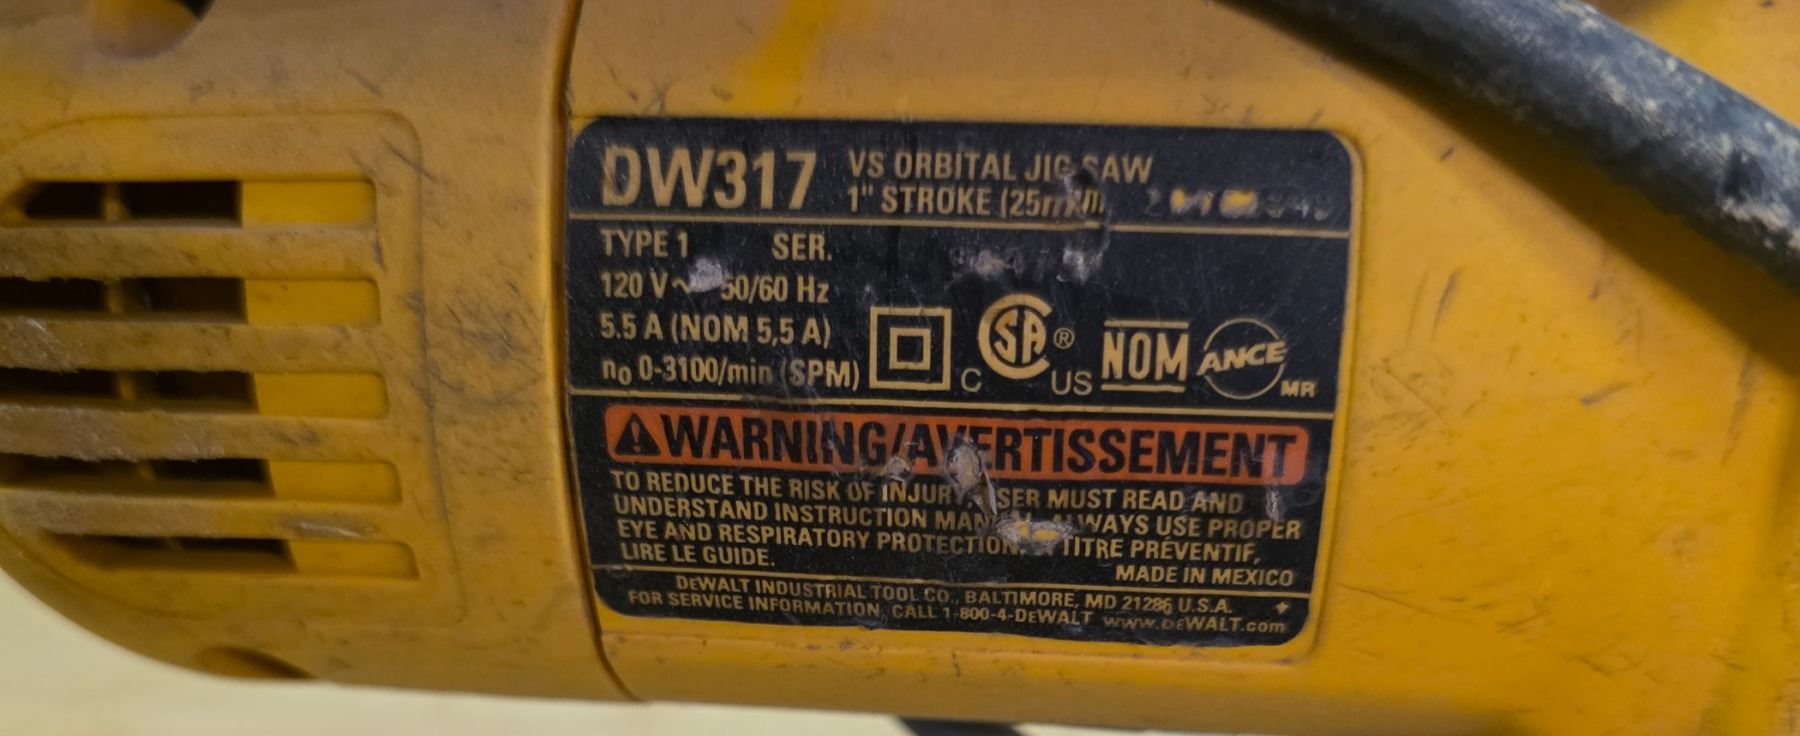 DW317
VS ORBITAL JIG SAW
1" STROKE (25mm)
TYPE 1 SER.
120 V~ 50/60 Hz
5.5 A (NOM 5,5 A)
n₀ 0-3100/min (SPM)
C SA ® US
NOM
ANCE MR
⚠WARNING/AVERTISSEMENT
TO REDUCE THE RISK OF INJURY, USER MUST READ AND
UNDERSTAND INSTRUCTION MANUAL. ALWAYS USE PROPER
EYE AND RESPIRATORY PROTECTION. TITRE PRÉVENTIF,
LIRE LE GUIDE.
MADE IN MEXICO
DEWALT INDUSTRIAL TOOL CO., BALTIMORE, MD 21286 U.S.A.
FOR SERVICE INFORMATION, CALL 1-800-4-DEWALT www.DEWALT.com